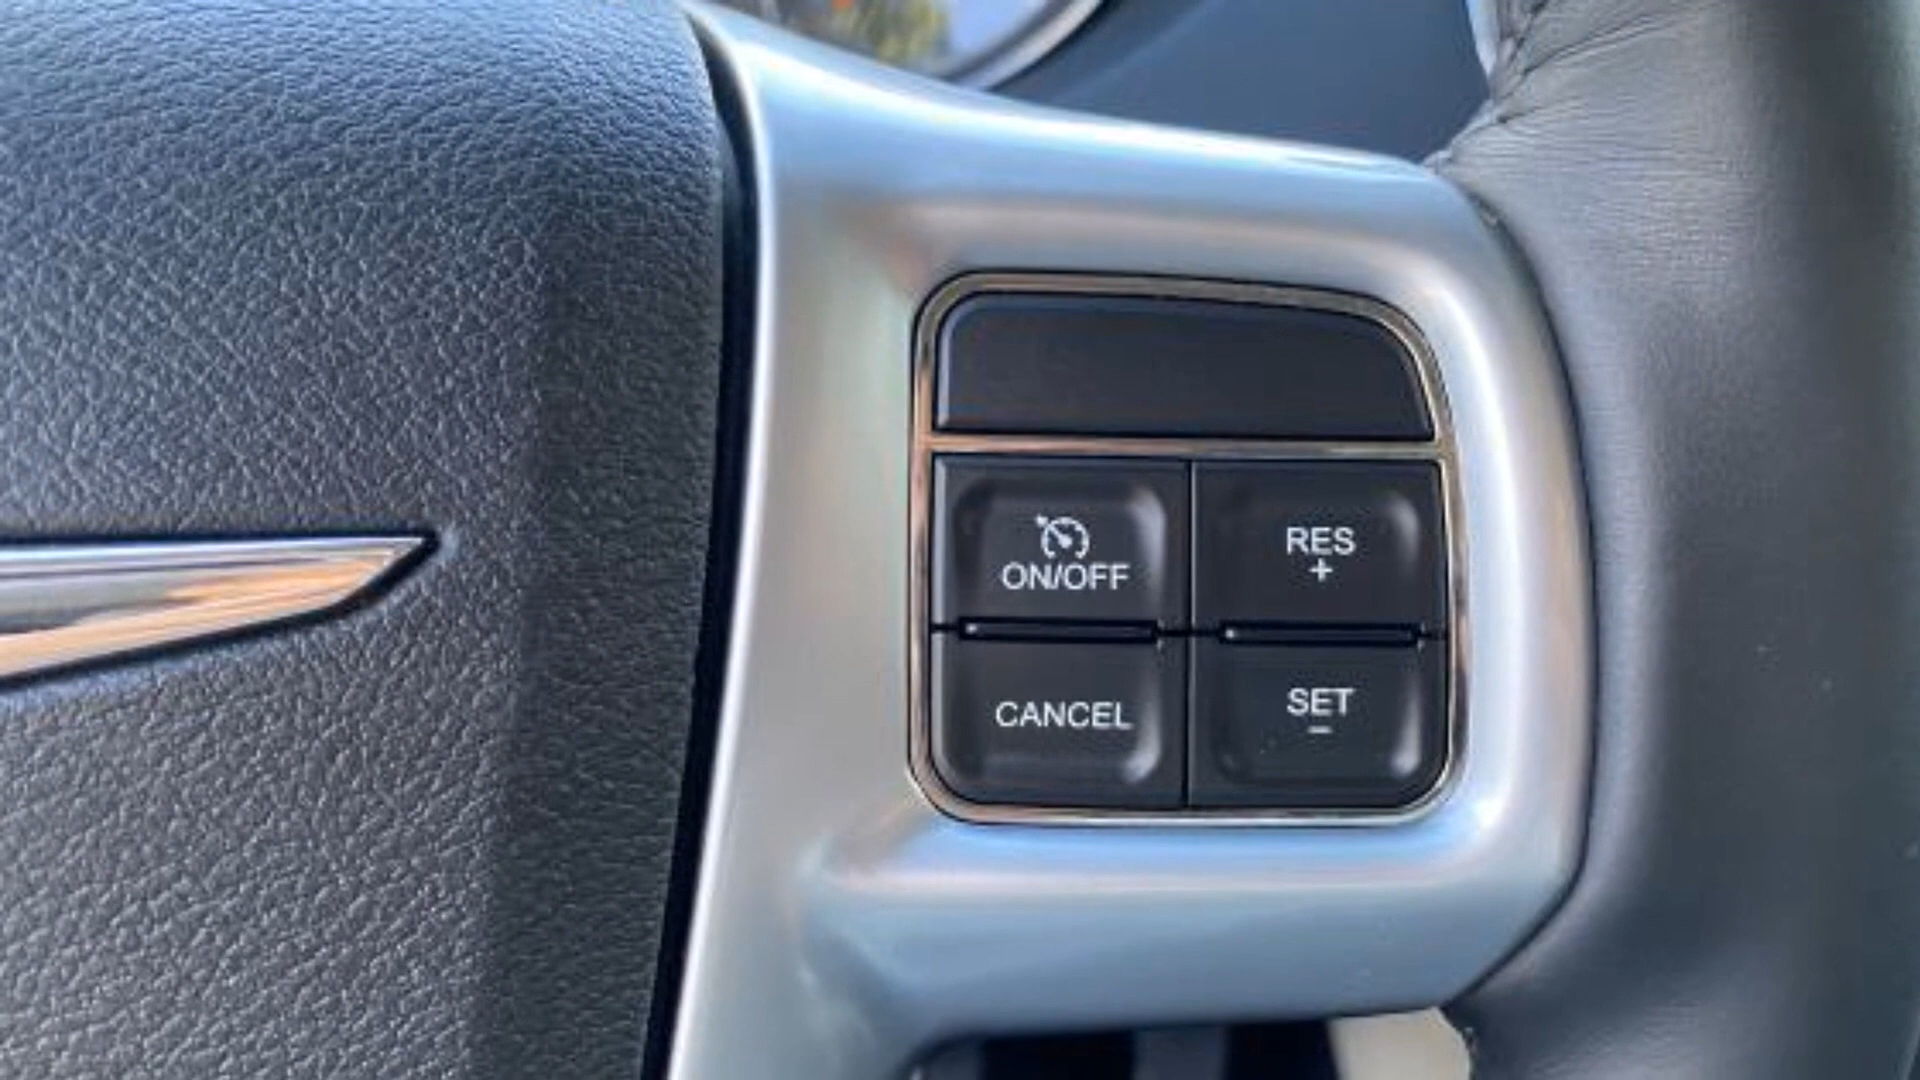 ON/OFF
RES
+
CANCEL
SET
–